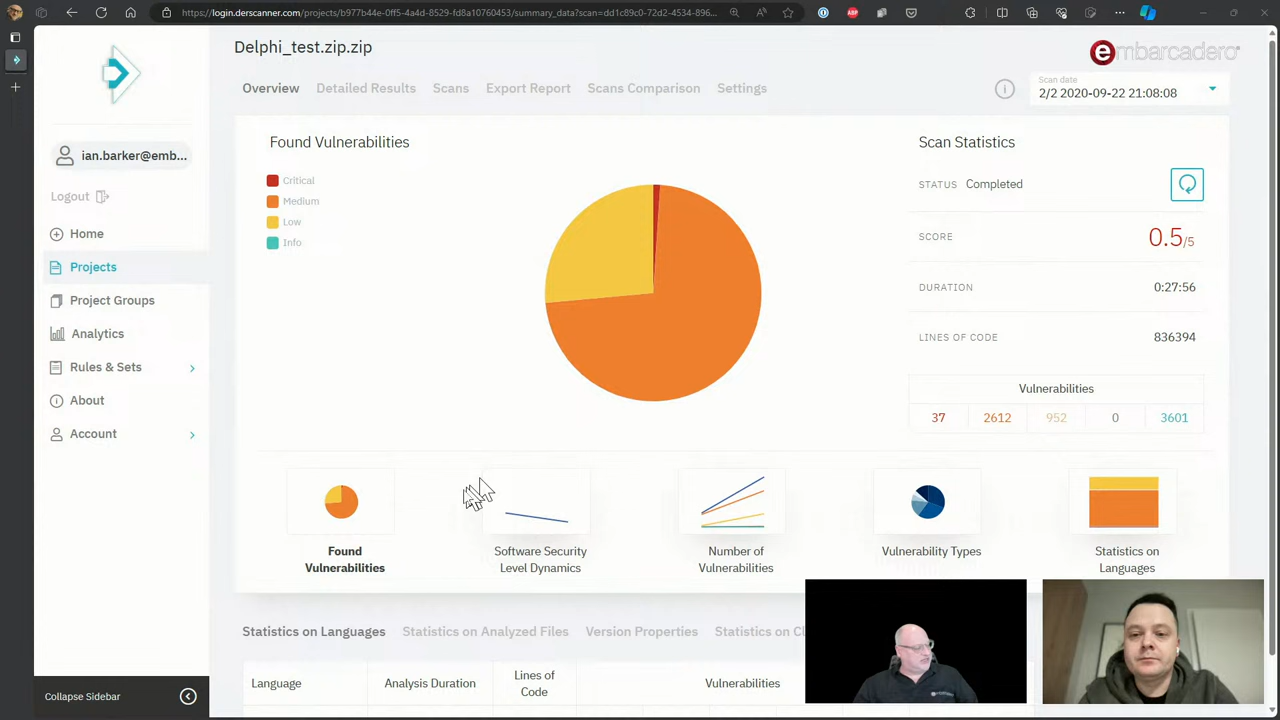 https://login.derscanner.com/projects/b977b44e-0ff5-4a4d-8529-fd8a10760453/summary_data?scan=dd1c89c0-72d2-4534-896...
Delphi_test.zip.zip
embarcadero
Overview
Detailed Results
Scans
Export Report
Scans Comparison
Settings
Scan date
2/2 2020-09-22 21:08:08
ian.barker@emb...
Logout
Home
Projects
Project Groups
Analytics
Rules & Sets
About
Account
Collapse Sidebar
Found Vulnerabilities
Critical
Medium
Low
Info
Scan Statistics
STATUS Completed
SCORE 0.5/5
DURATION 0:27:56
LINES OF CODE 836394
Vulnerabilities
37 2612 952 0 3601
Found
Vulnerabilities
Software Security
Level Dynamics
Number of
Vulnerabilities
Vulnerability Types
Statistics on
Languages
Statistics on Languages
Statistics on Analyzed Files
Version Properties
Language
Analysis Duration
Lines of
Code
Vulnerabilities